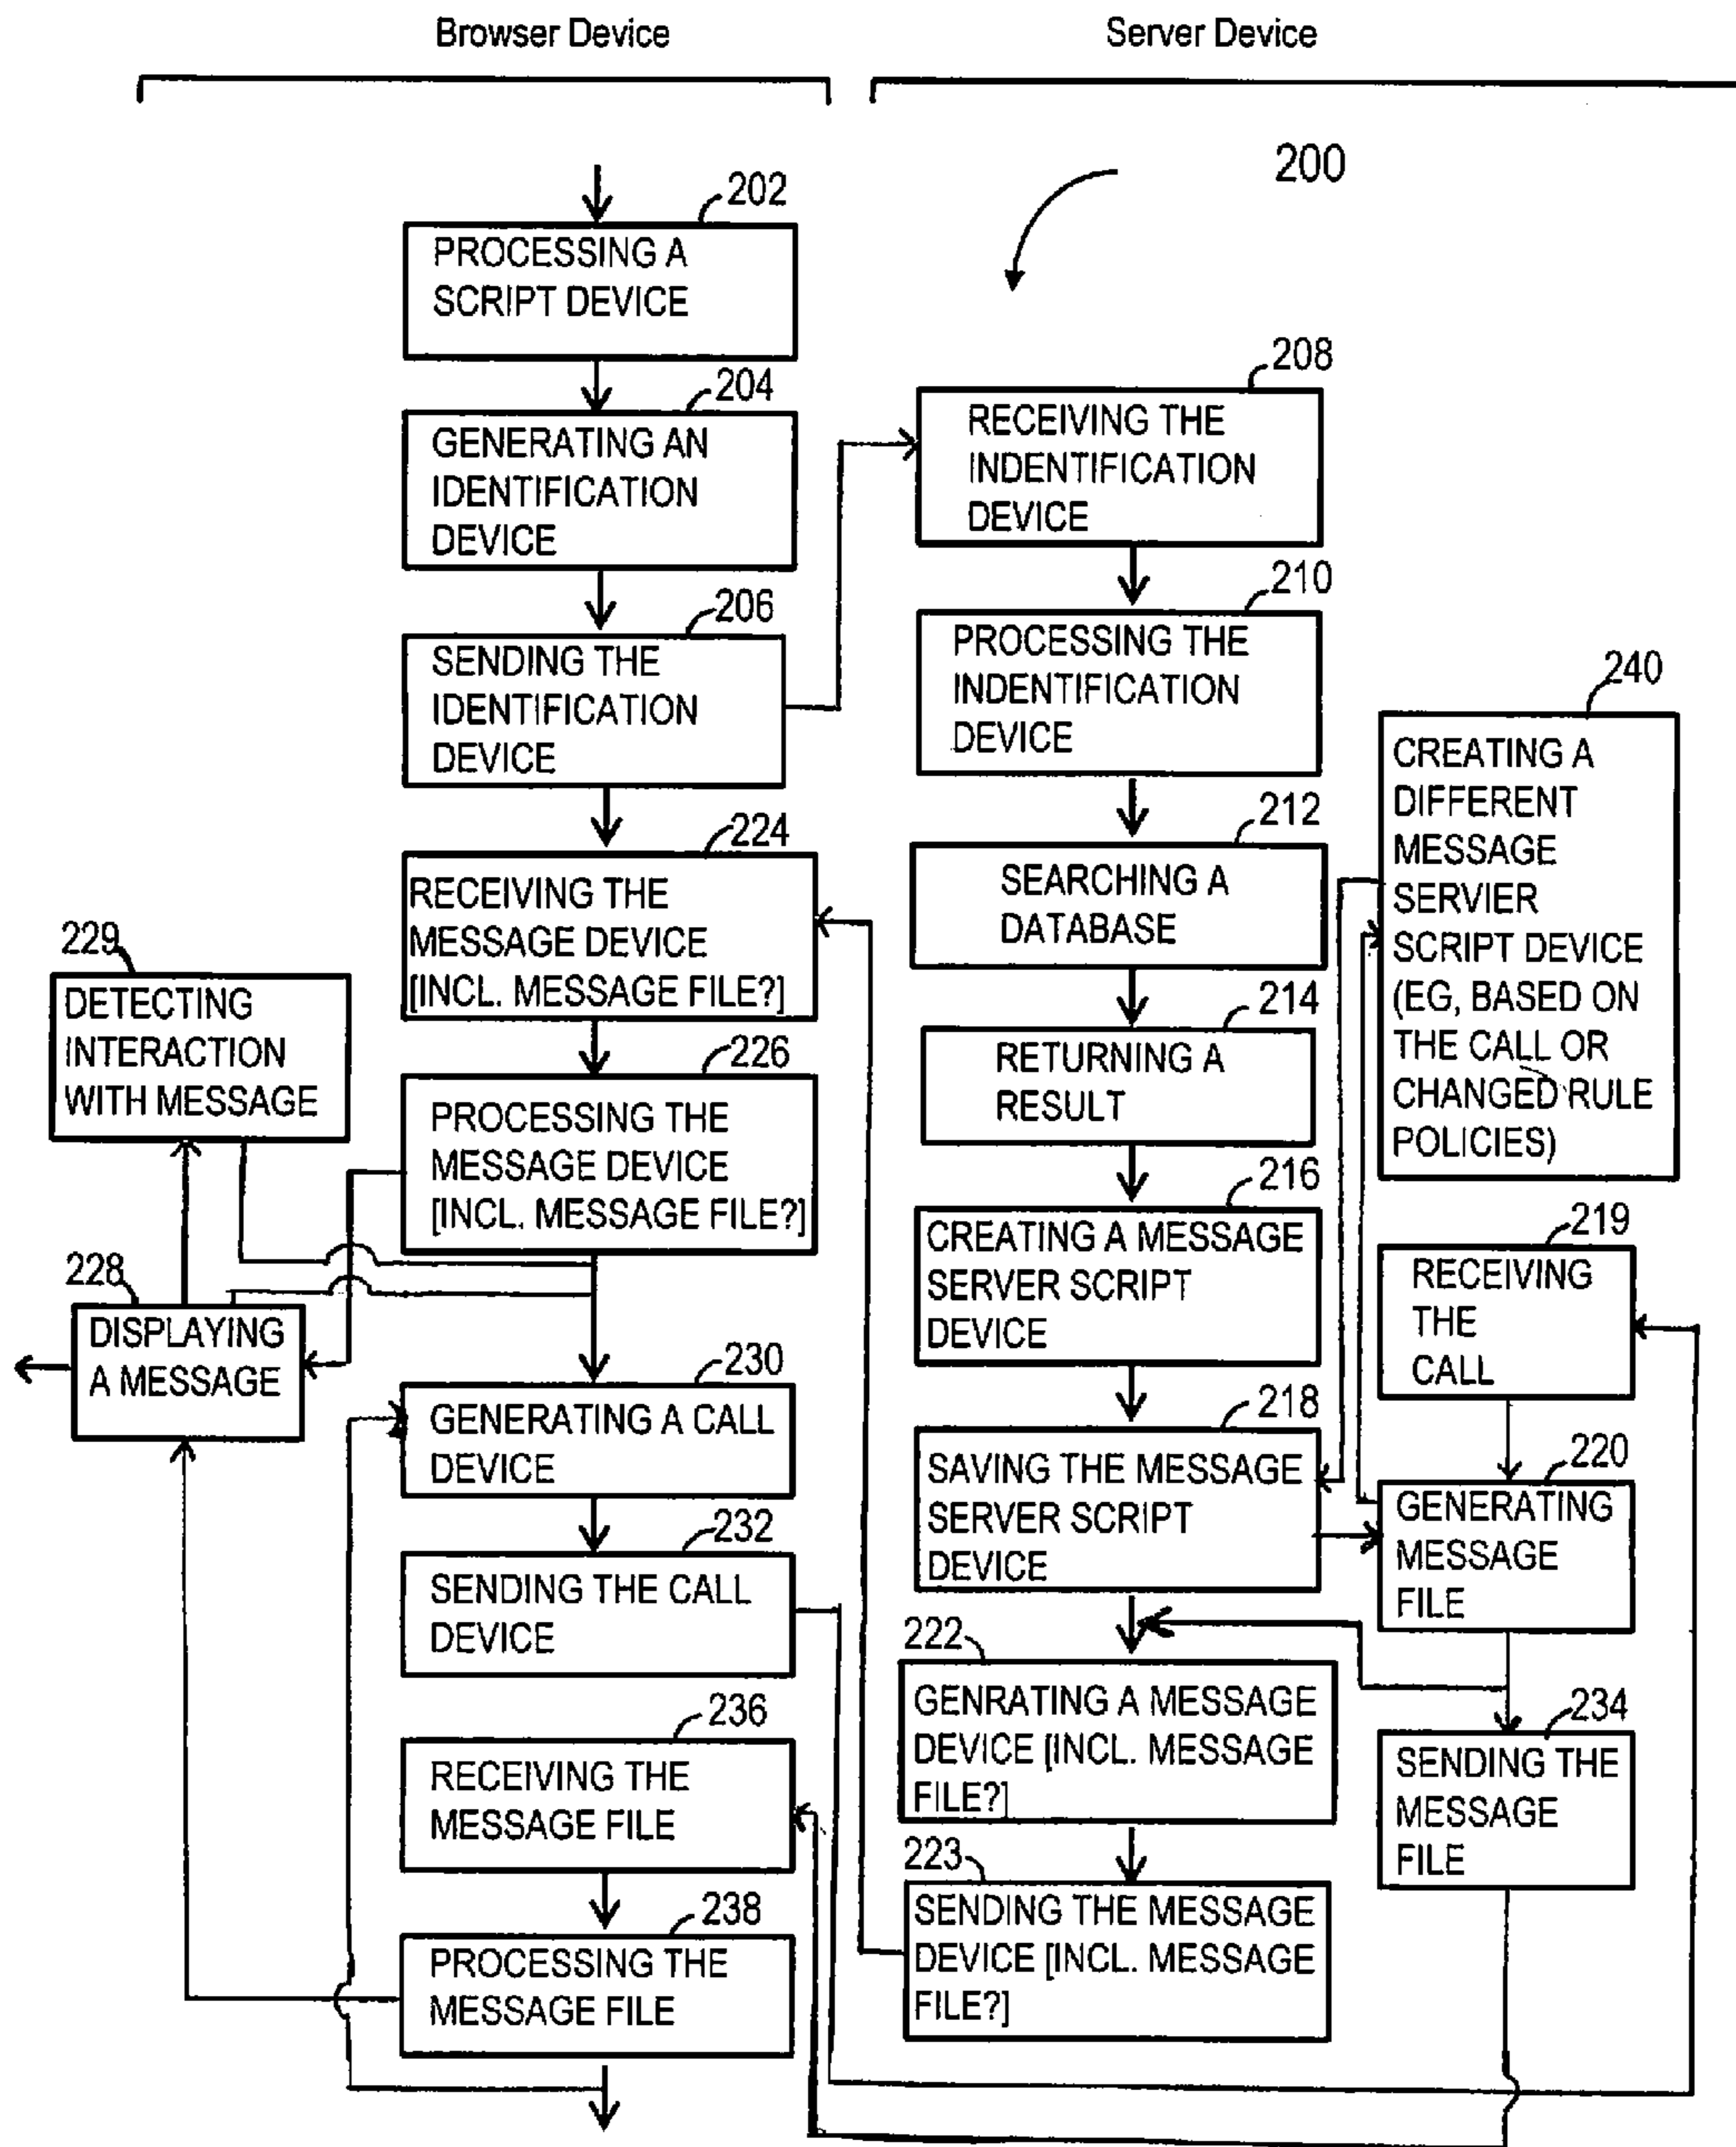 Browser Device
Server Device
200
202
PROCESSING A
SCRIPT DEVICE
204
GENERATING AN
IDENTIFICATION
DEVICE
206
SENDING THE
IDENTIFICATION
DEVICE
208
RECEIVING THE
INDENTIFICATION
DEVICE
210
PROCESSING THE
INDENTIFICATION
DEVICE
212
SEARCHING A
DATABASE
214
RETURNING A
RESULT
216
CREATING A MESSAGE
SERVER SCRIPT
DEVICE
218
SAVING THE MESSAGE
SERVER SCRIPT
DEVICE
240
CREATING A
DIFFERENT
MESSAGE
SERVIER
SCRIPT DEVICE
(EG, BASED ON
THE CALL OR
CHANGED RULE
POLICIES)
219
RECEIVING
THE
CALL
220
GENERATING
MESSAGE
FILE
222
GENRATING A MESSAGE
DEVICE [INCL. MESSAGE
FILE?]
223
SENDING THE MESSAGE
DEVICE [INCL. MESSAGE
FILE?]
234
SENDING THE
MESSAGE
FILE
224
RECEIVING THE
MESSAGE DEVICE
[INCL. MESSAGE FILE?]
226
PROCESSING THE
MESSAGE DEVICE
[INCL. MESSAGE FILE?]
229
DETECTING
INTERACTION
WITH MESSAGE
228
DISPLAYING
A MESSAGE
230
GENERATING A CALL
DEVICE
232
SENDING THE CALL
DEVICE
236
RECEIVING THE
MESSAGE FILE
238
PROCESSING THE
MESSAGE FILE